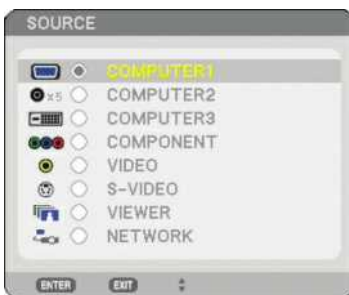 SOURCE
COMPUTER1
x5 COMPUTER2
COMPUTER3
COMPONENT
VIDEO
S-VIDEO
VIEWER
NETWORK
ENTER EXIT